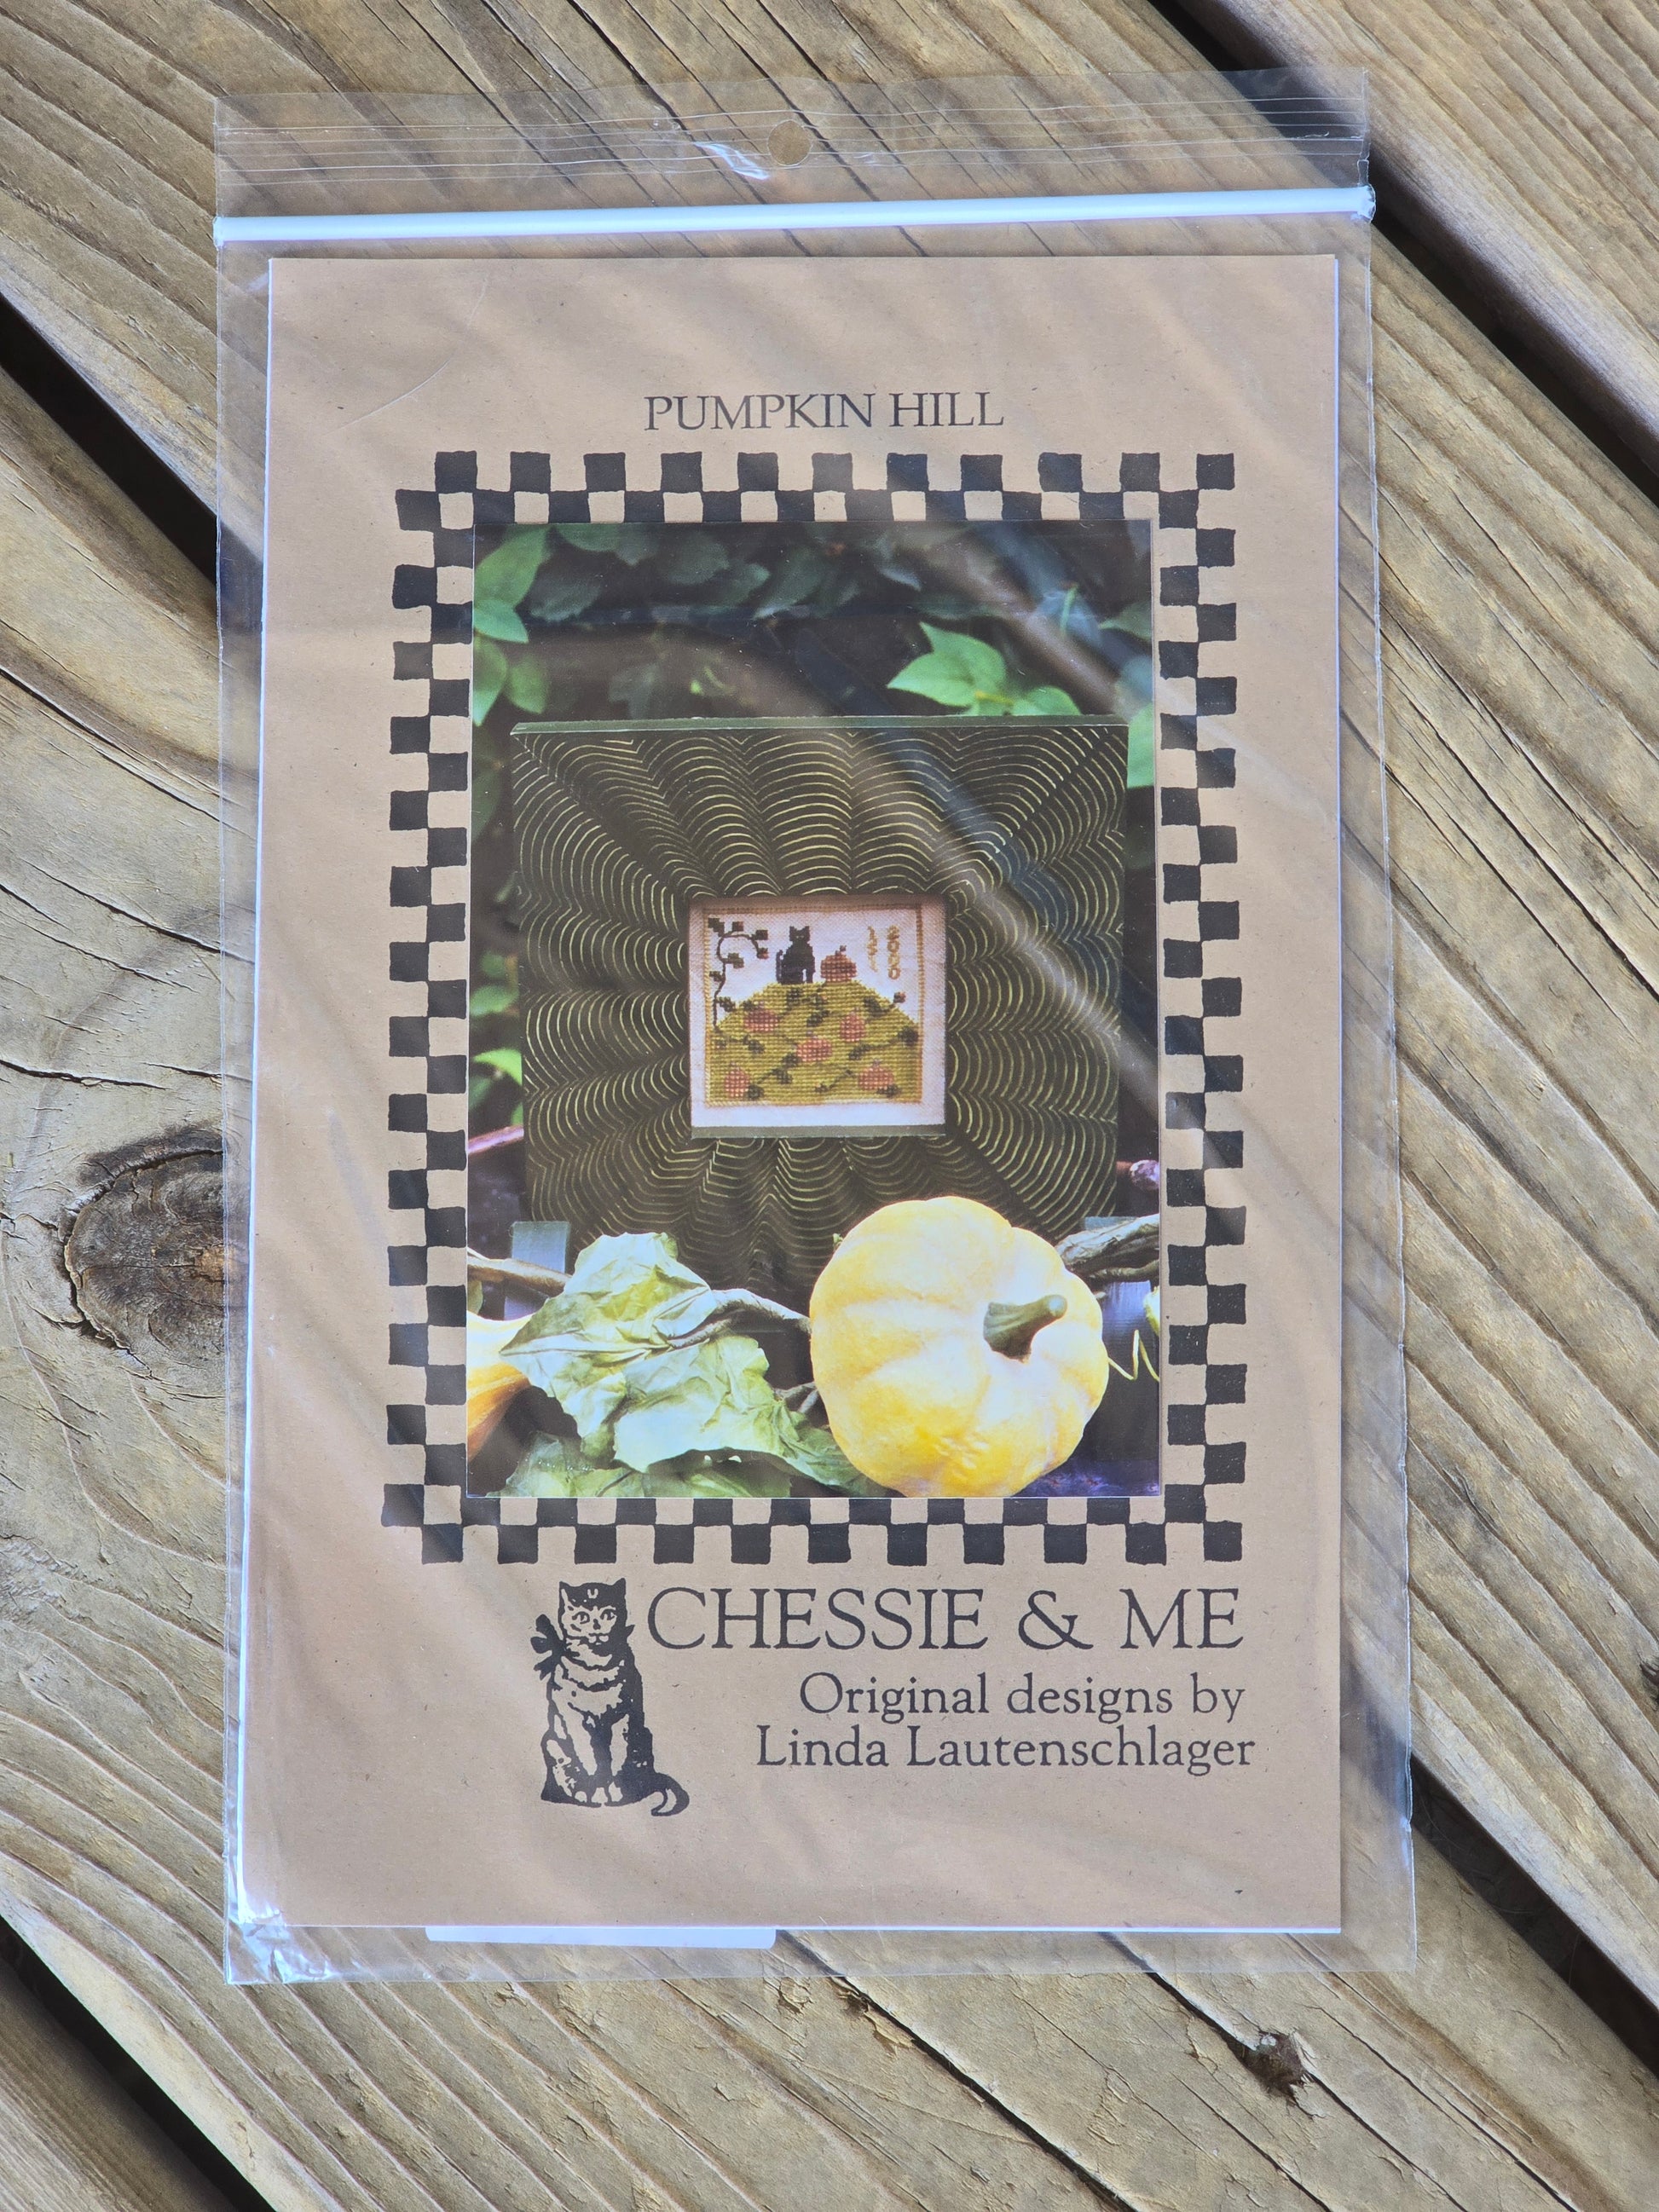 PUMPKIN HILL
CHESSIE & ME
Original designs by
Linda Lautenschlager